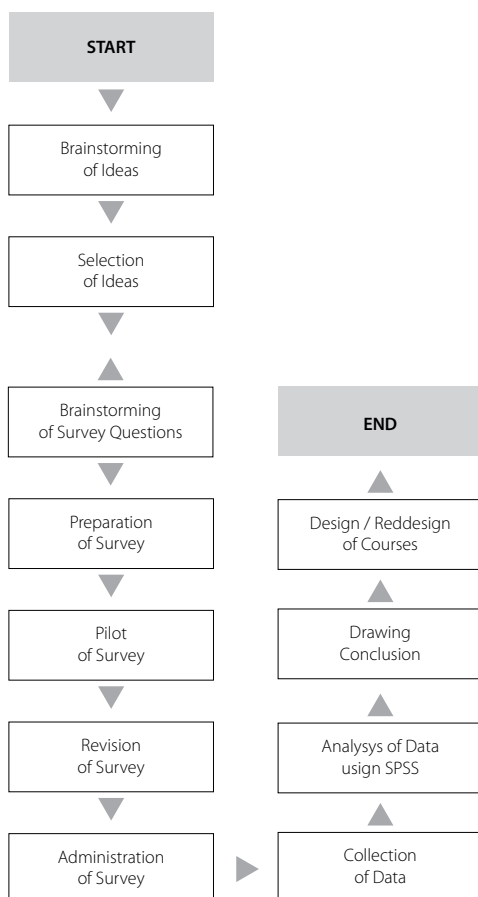 START
Brainstorming
of Ideas
Selection
of Ideas
Brainstorming
of Survey Questions
Preparation
of Survey
Pilot
of Survey
Revision
of Survey
Administration
of Survey
Collection
of Data
Analysys of Data
usign SPSS
Drawing
Conclusion
Design / Reddesign
of Courses
END